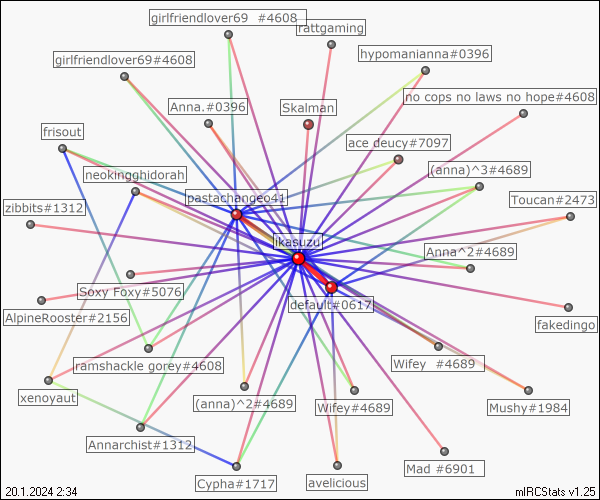 girlfriendlover69  #4608
rattgaming
girlfriendlover69#4608
hypomanianna#0396
no cops no laws no hope#4608
Anna.#0396
Skalman
frisout
ace deucy#7097
neokingghidorah
(anna)^3#4689
pastachangeo41
Toucan#2473
zibbits#1312
ikasuzu
Anna^2#4689
Soxy Foxy#5076
default#0617
AlpineRooster#2156
fakedingo
ramshackle gorey#4608
Wifey  #4689
xenoyaut
(anna)^2#4689
Wifey#4689
Mushy#1984
Annarchist#1312
Mad #6901
Cypha#1717
avelicious
20.1.2024 2:34
mIRCStats v1.25